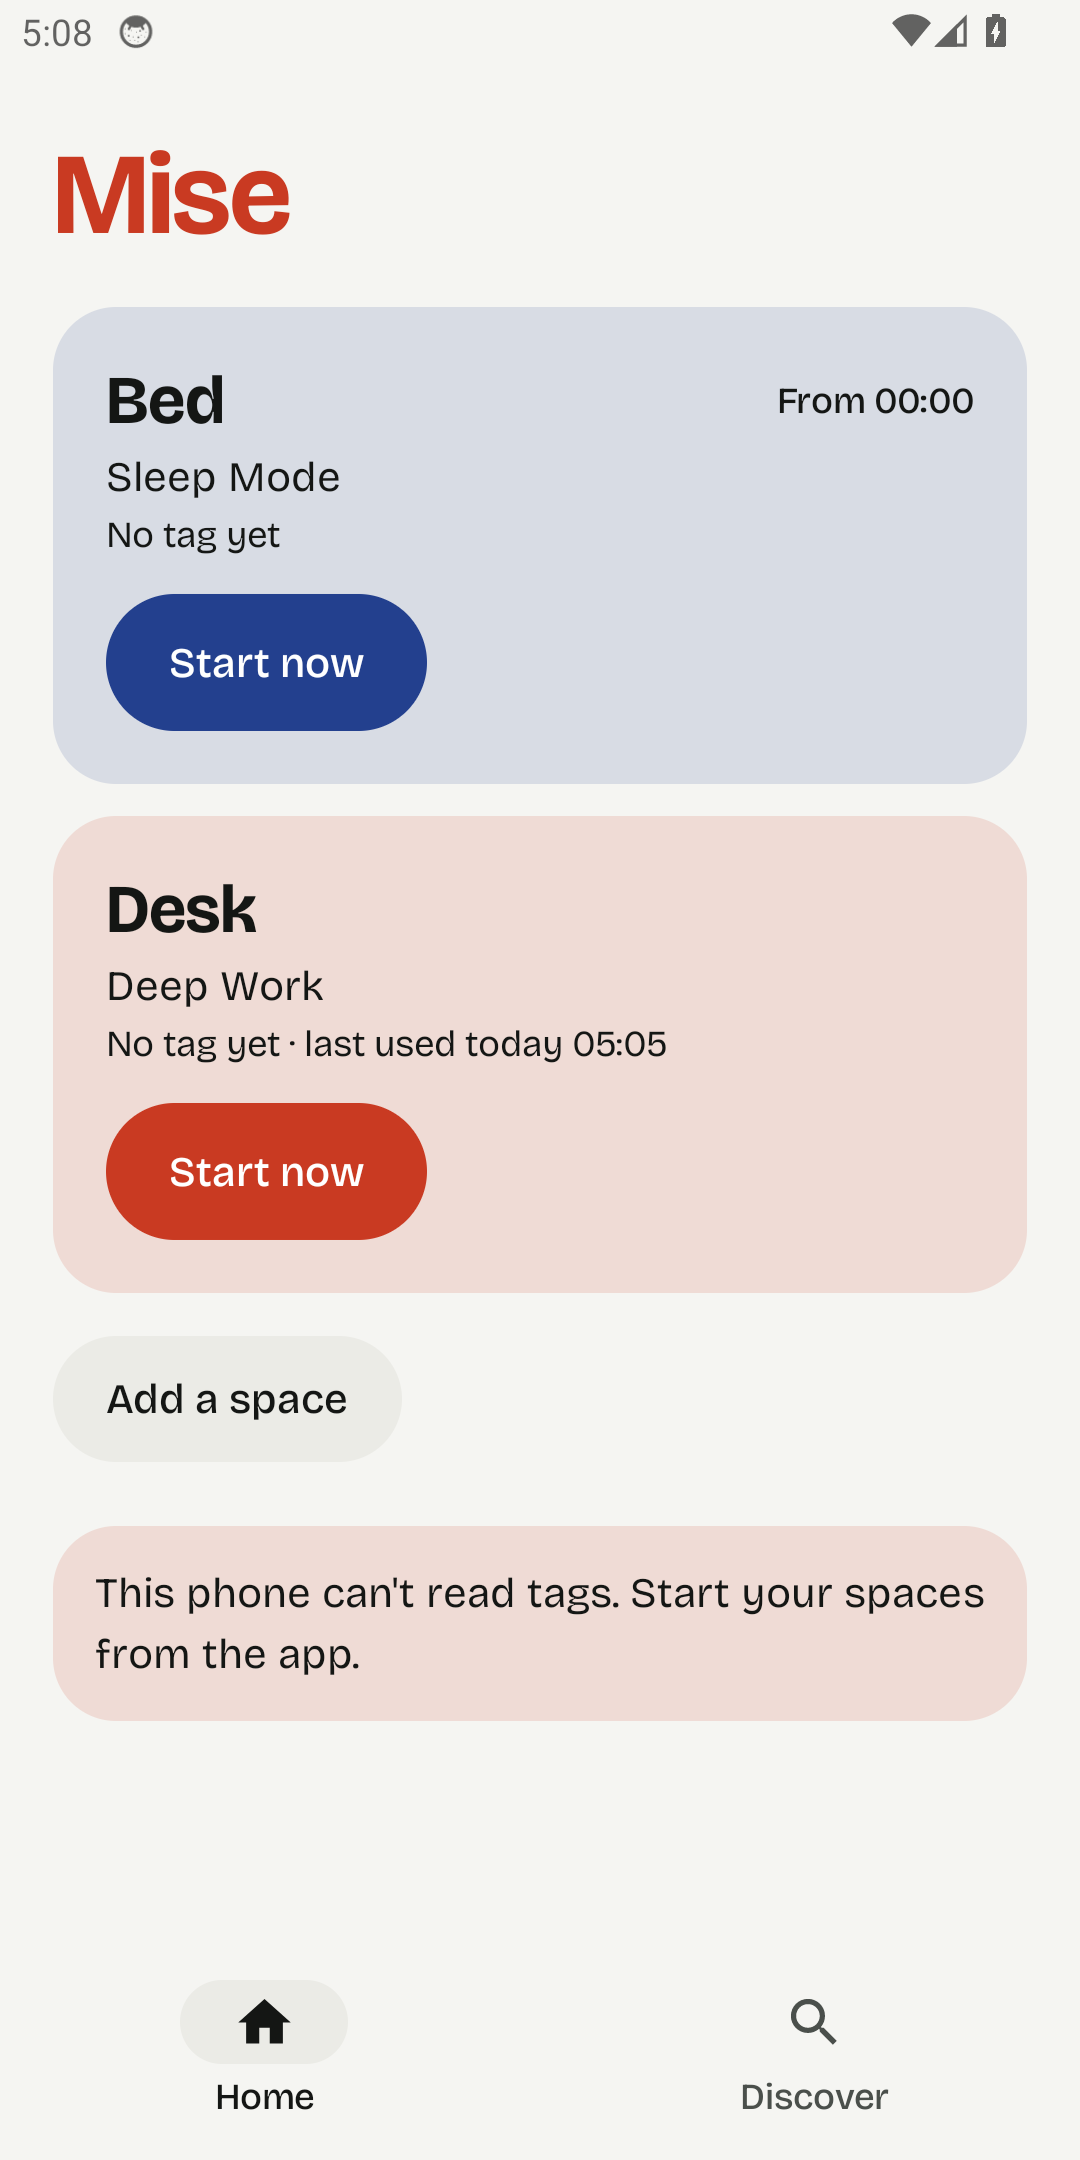 5:08
Mise
Bed
From 00:00
Sleep Mode
No tag yet
Start now
Desk
Deep Work
No tag yet · last used today 05:05
Start now
Add a space
This phone can't read tags. Start your spaces
from the app.
Home
Discover